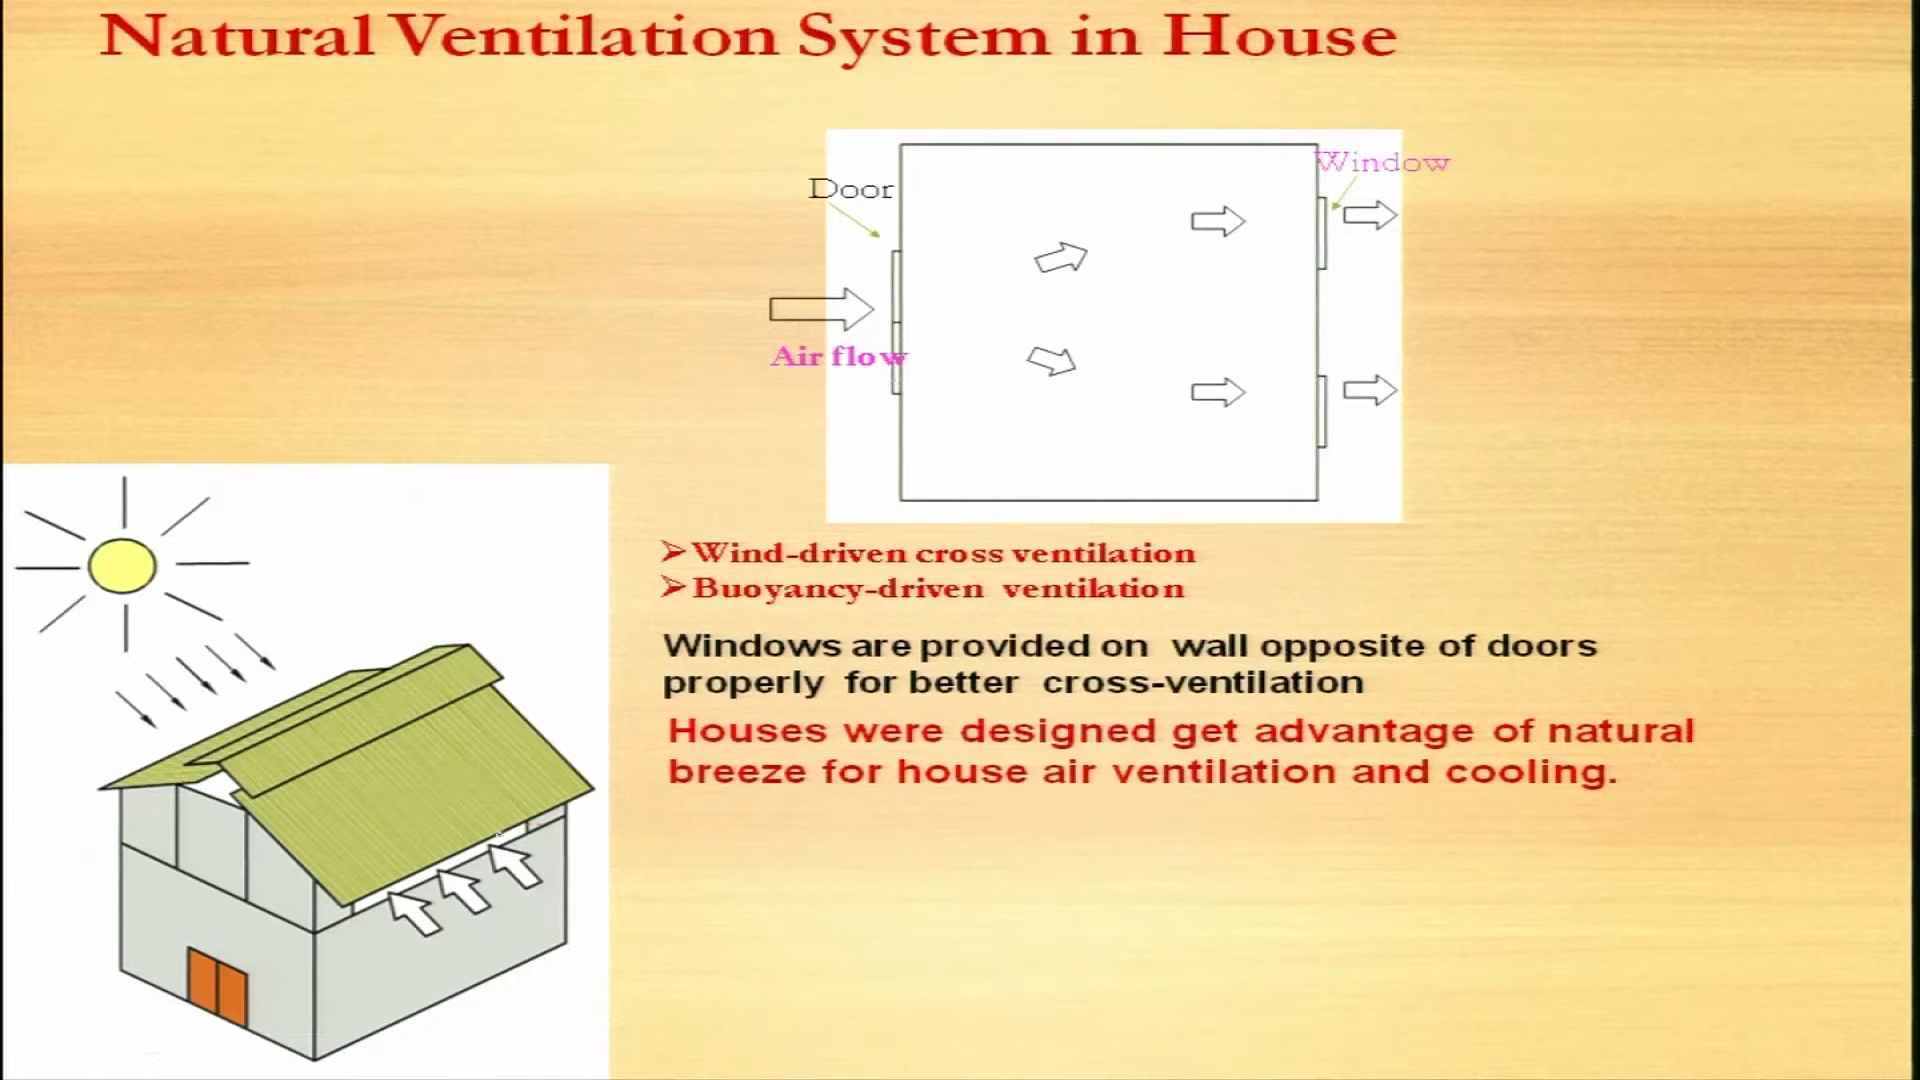 Natural Ventilation System in House
Window
Door
Air flow
Wind-driven cross ventilation
Buoyancy-driven ventilation
Windows are provided on wall opposite of doors
properly for better cross-ventilation
Houses were designed get advantage of natural
breeze for house air ventilation and cooling.